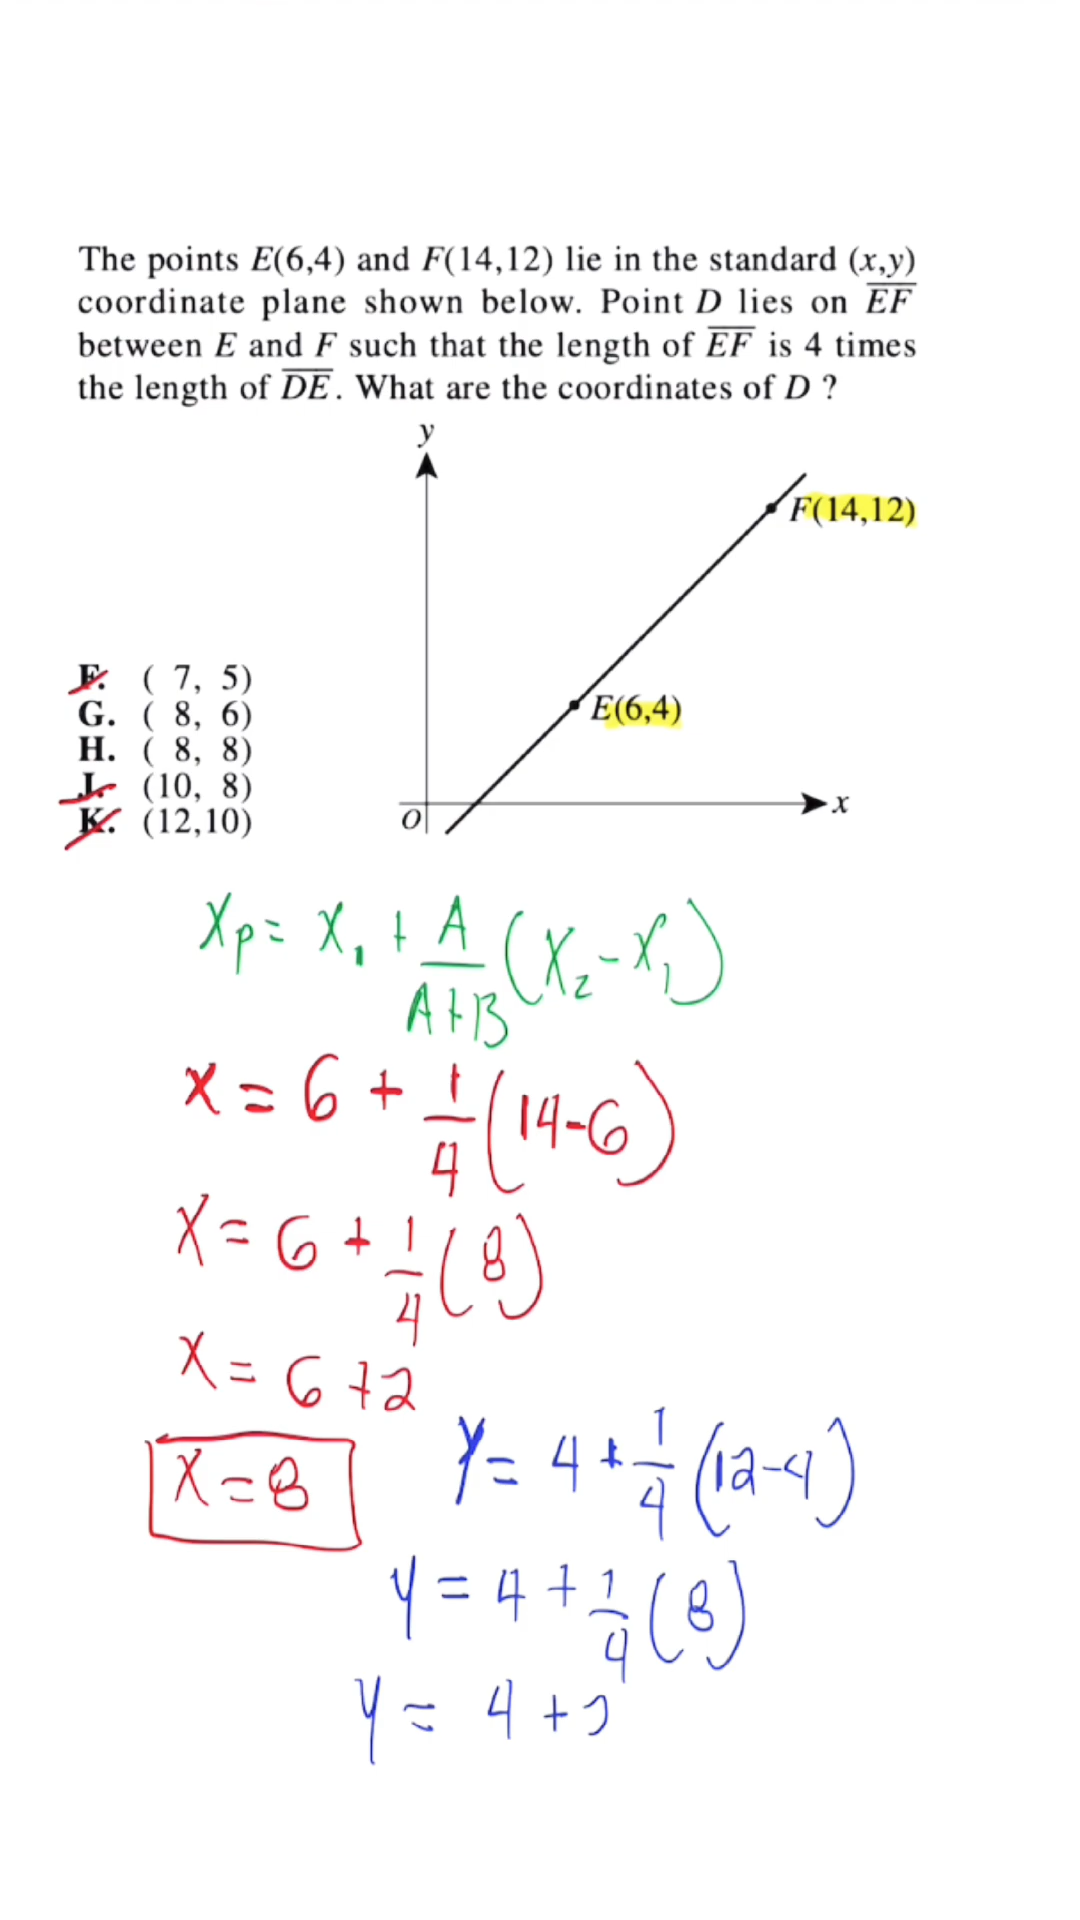 The points E(6,4) and F(14,12) lie in the standard (x,y)
coordinate plane shown below. Point D lies on EF
between E and F such that the length of EF is 4 times
the length of DE. What are the coordinates of D ?
y
F(14,12)
E(6,4)
x
O
F. ( 7, 5)
G. ( 8, 6)
H. ( 8, 8)
J. (10, 8)
K. (12,10)
Xp = X₁ + A/(A+B) (X₂-X₁)
x = 6 + 1/4 (14-6)
X = 6 + 1/4 (8)
X = 6+2
X=8
Y= 4 + 1/4 (12-4)
y = 4 + 1/4 (8)
y = 4 +